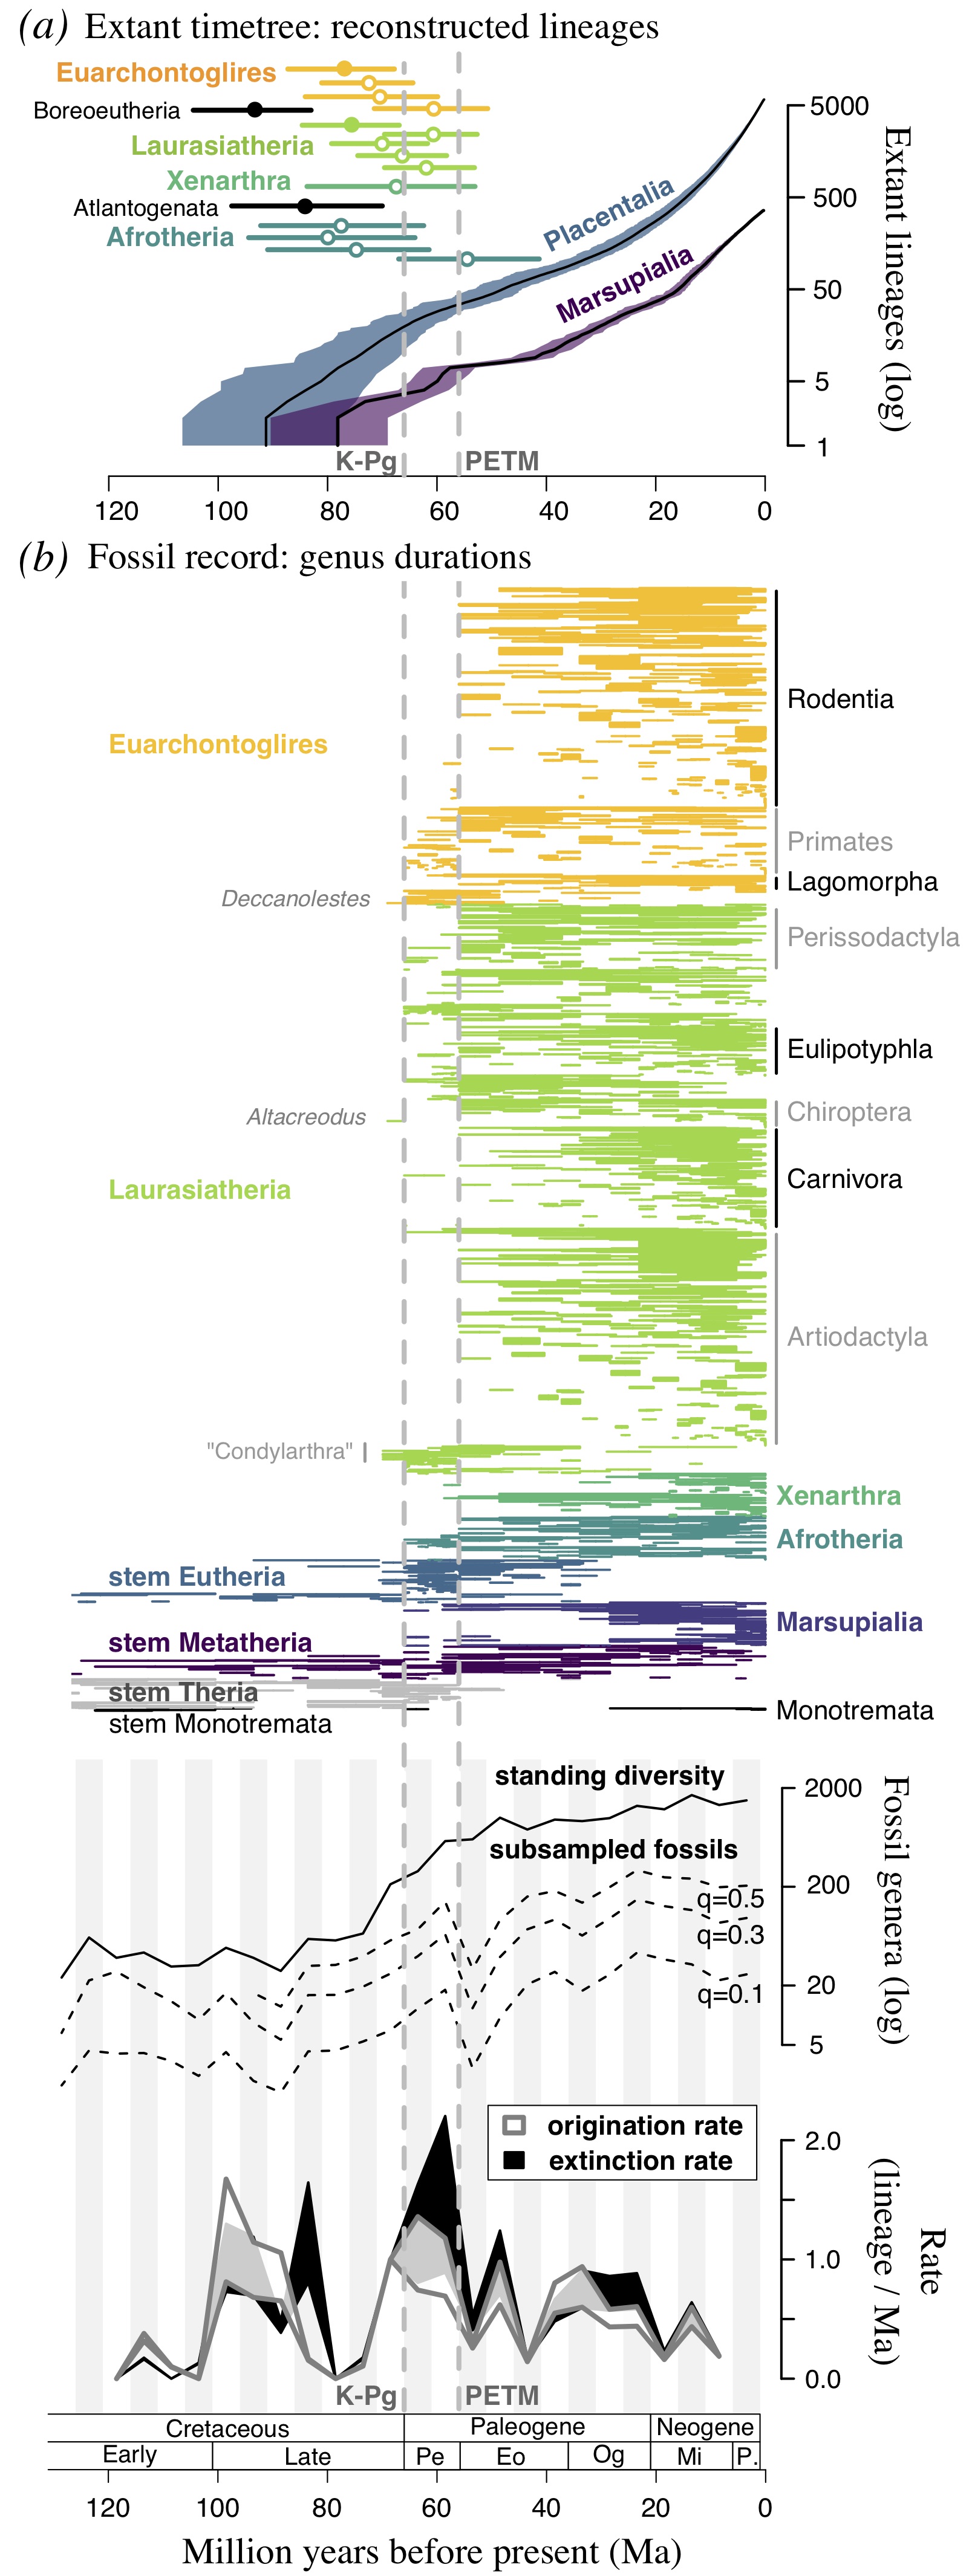 (a) Extant timetree: reconstructed lineages
Euarchontoglires
Boreoeutheria
Laurasiatheria
Xenarthra
Atlantogenata
Afrotheria
Placentalia
Marsupialia
5000
500
50
5
1
Extant lineages (log)
K-Pg PETM
120 100 80 60 40 20 0
(b) Fossil record: genus durations
Rodentia
Euarchontoglires
Primates
Lagomorpha
Deccanolestes
Perissodactyla
Eulipotyphla
Chiroptera
Altacreodus
Carnivora
Laurasiatheria
Artiodactyla
"Condylarthra"
Xenarthra
Afrotheria
stem Eutheria
Marsupialia
stem Metatheria
stem Theria
Monotremata
stem Monotremata
standing diversity
subsampled fossils
q=0.5
q=0.3
q=0.1
2000
200
20
5
Fossil genera (log)
origination rate
extinction rate
2.0
1.0
0.0
Rate
(lineage / Ma)
K-Pg PETM
Cretaceous Paleogene Neogene
Early Late Pe Eo Og Mi P.
120 100 80 60 40 20 0
Million years before present (Ma)